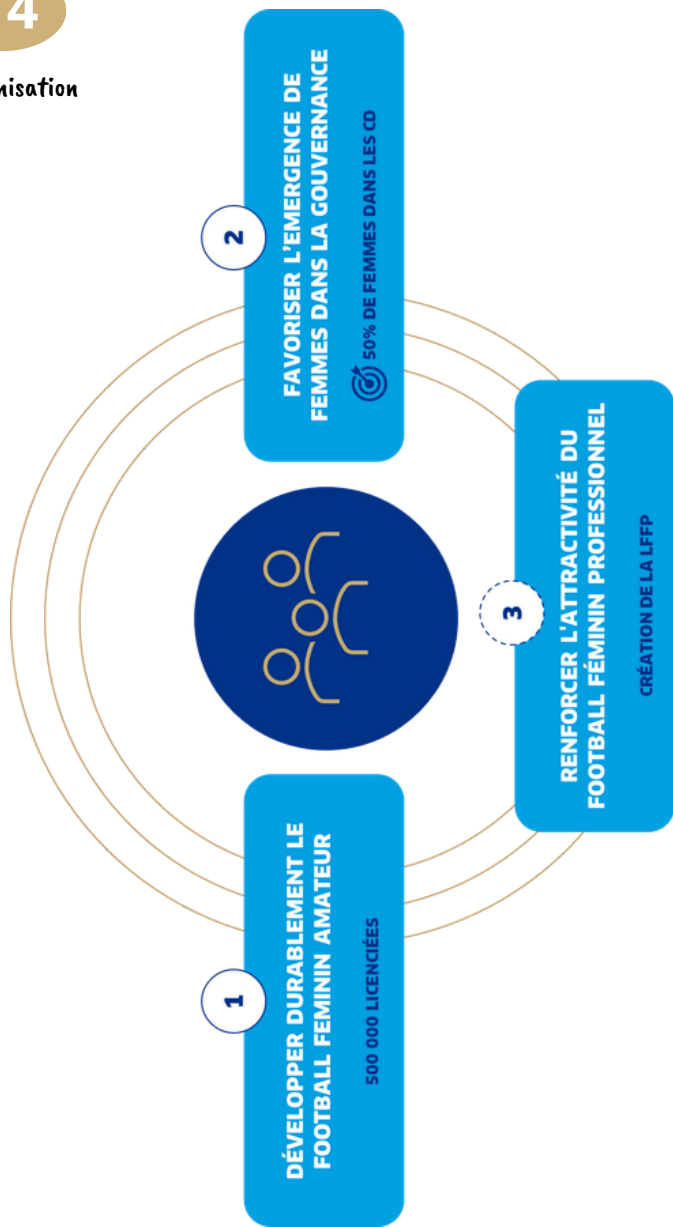 4
nisation
1
DÉVELOPPER DURABLEMENT LE
FOOTBALL FEMININ AMATEUR
500 000 LICENCIÉES
2
FAVORISER L'EMERGENCE DE
FEMMES DANS LA GOUVERNANCE
50% DE FEMMES DANS LES CD
3
RENFORCER L'ATTRACTIVITÉ DU
FOOTBALL FÉMININ PROFESSIONNEL
CRÉATION DE LA LFFP